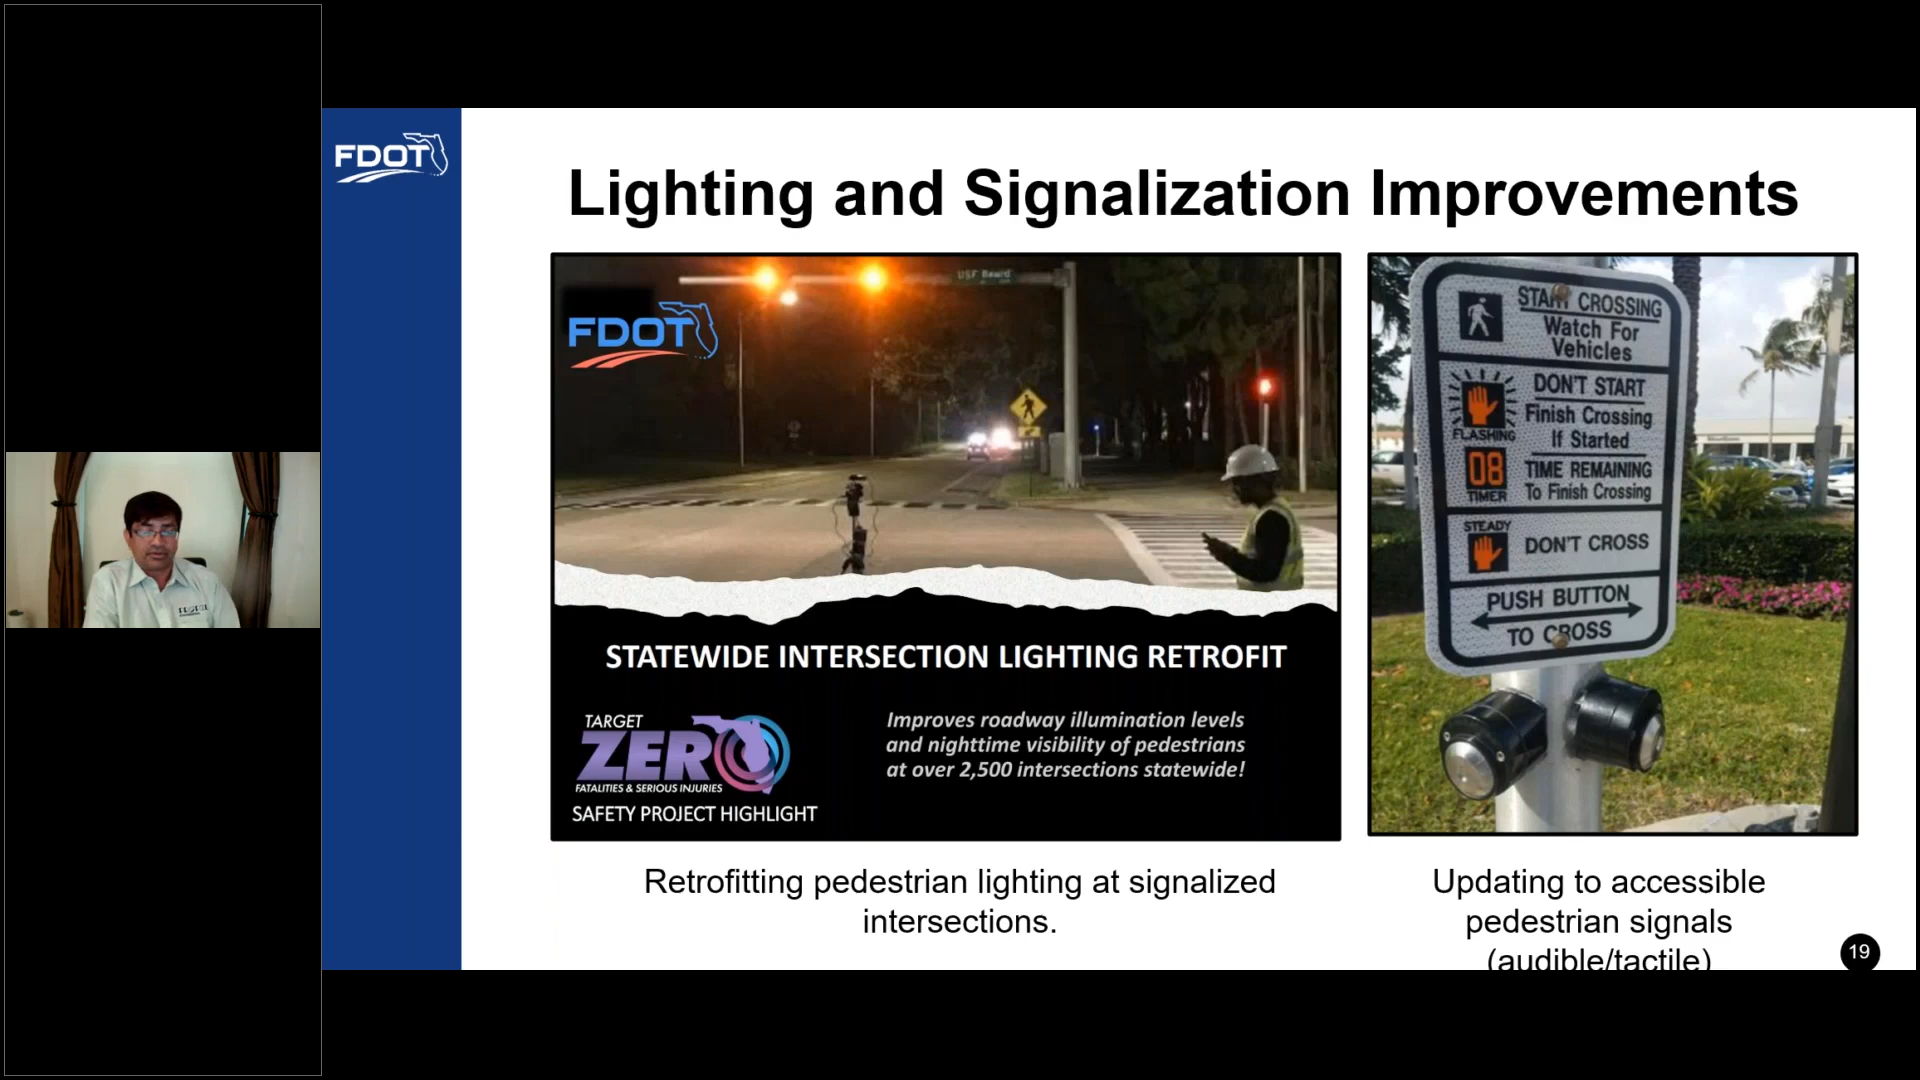 FDOT
Lighting and Signalization Improvements
USF
FDOT
STATEWIDE INTERSECTION LIGHTING RETROFIT
TARGET
ZERO
FATALITIES & SERIOUS INJURIES
SAFETY PROJECT HIGHLIGHT
Improves roadway illumination levels
and nighttime visibility of pedestrians
at over 2,500 intersections statewide!
START CROSSING
Watch For
Vehicles
DON'T START
Finish Crossing
If Started
FLASHING
08
TIMER
TIME REMAINING
To Finish Crossing
STEADY
DON'T CROSS
PUSH BUTTON
TO CROSS
Retrofitting pedestrian lighting at signalized
intersections.
Updating to accessible
pedestrian signals
(audible/tactile)
19